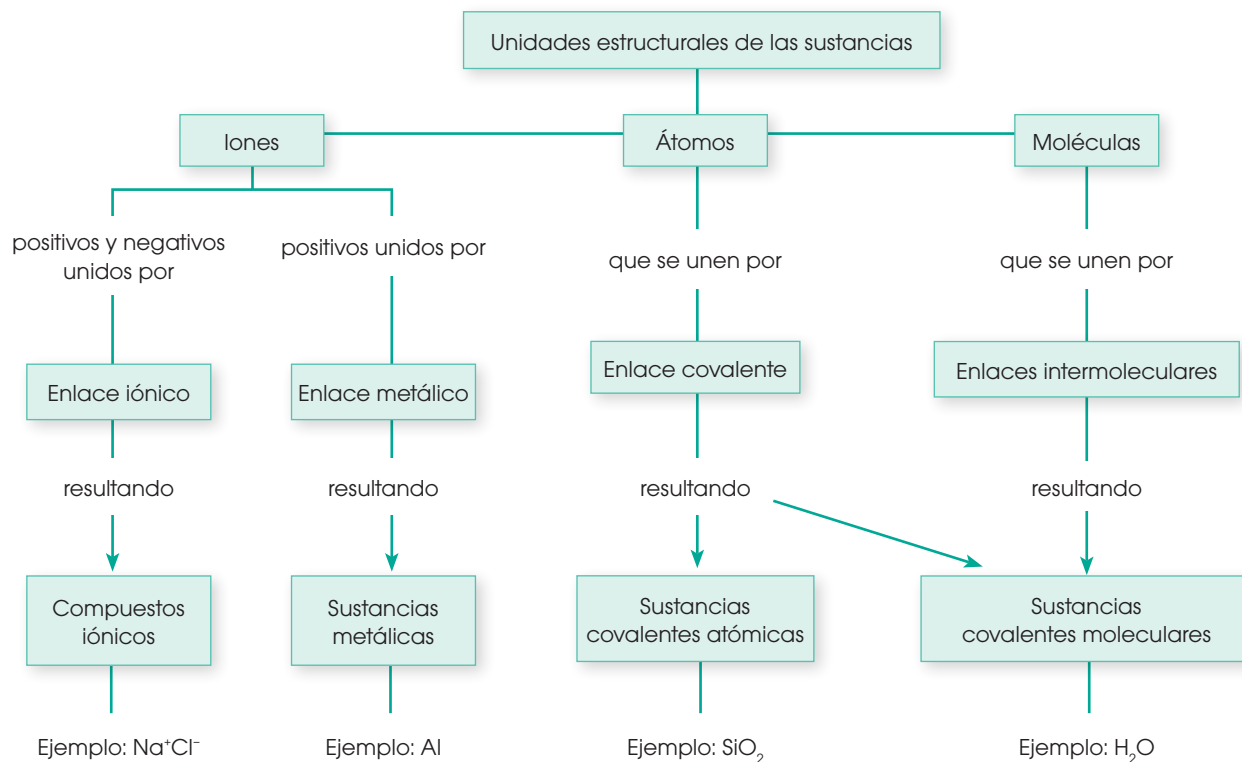 Unidades estructurales de las sustancias
Iones
Átomos
Moléculas
positivos y negativos
unidos por
positivos unidos por
que se unen por
que se unen por
Enlace iónico
Enlace metálico
Enlace covalente
Enlaces intermoleculares
resultando
resultando
resultando
resultando
Compuestos
iónicos
Sustancias
metálicas
Sustancias
covalentes atómicas
Sustancias
covalentes moleculares
Ejemplo: Na⁺Cl⁻
Ejemplo: Al
Ejemplo: SiO₂
Ejemplo: H₂O